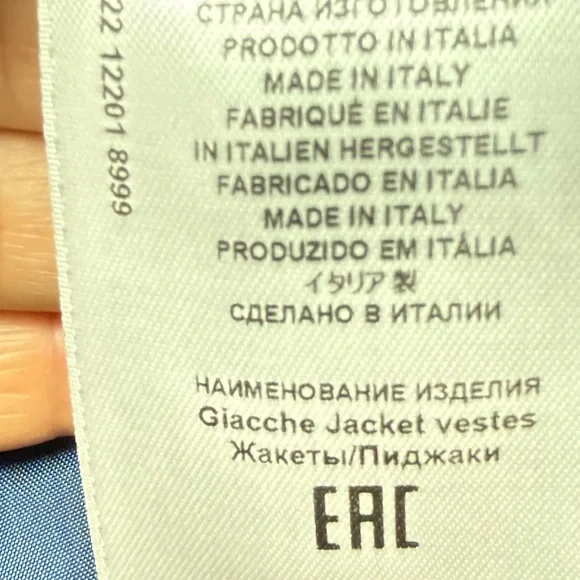 СТРАНА ИЗГОТОВЛЕНИЯ
PRODOTTO IN ITALIA
MADE IN ITALY
FABRIQUÉ EN ITALIE
IN ITALIEN HERGESTELLT
FABRICADO EN ITALIA
MADE IN ITALY
PRODUZIDO EM ITÁLIA
イタリア製
СДЕЛАНО В ИТАЛИИ
НАИМЕНОВАНИЕ ИЗДЕЛИЯ
Giacche Jacket vestes
Жакеты/Пиджаки
EAC
22 12201 8999